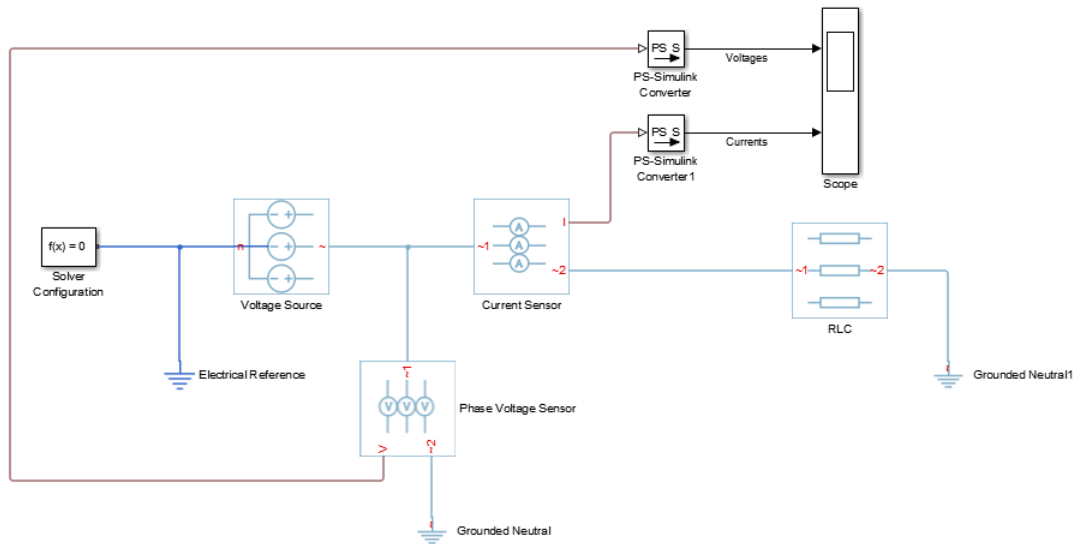 PS S
Voltages
PS-Simulink
Converter
PS S
Currents
PS-Simulink
Converter1
Scope
f(x) = 0
Solver
Configuration
n
~
Voltage Source
~1
A
A
A
I
~2
Current Sensor
~1
~2
RLC
Electrical Reference
Grounded Neutral1
~1
V
V
V
V
~2
Phase Voltage Sensor
Grounded Neutral